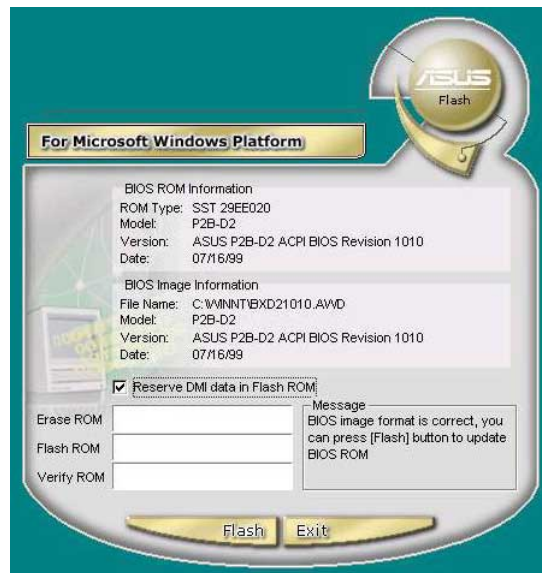 ASUS
Flash
For Microsoft Windows Platform
BIOS ROM Information
ROM Type: SST 29EE020
Model: P2B-D2
Version: ASUS P2B-D2 ACPI BIOS Revision 1010
Date: 07/16/99
BIOS Image Information
File Name: C:\WINNT\BXD21010.AWD
Model: P2B-D2
Version: ASUS P2B-D2 ACPI BIOS Revision 1010
Date: 07/16/99
Reserve DMI data in Flash ROM
Erase ROM
Flash ROM
Verify ROM
Message
BIOS image format is correct, you
can press [Flash] button to update
BIOS ROM
Flash
Exit